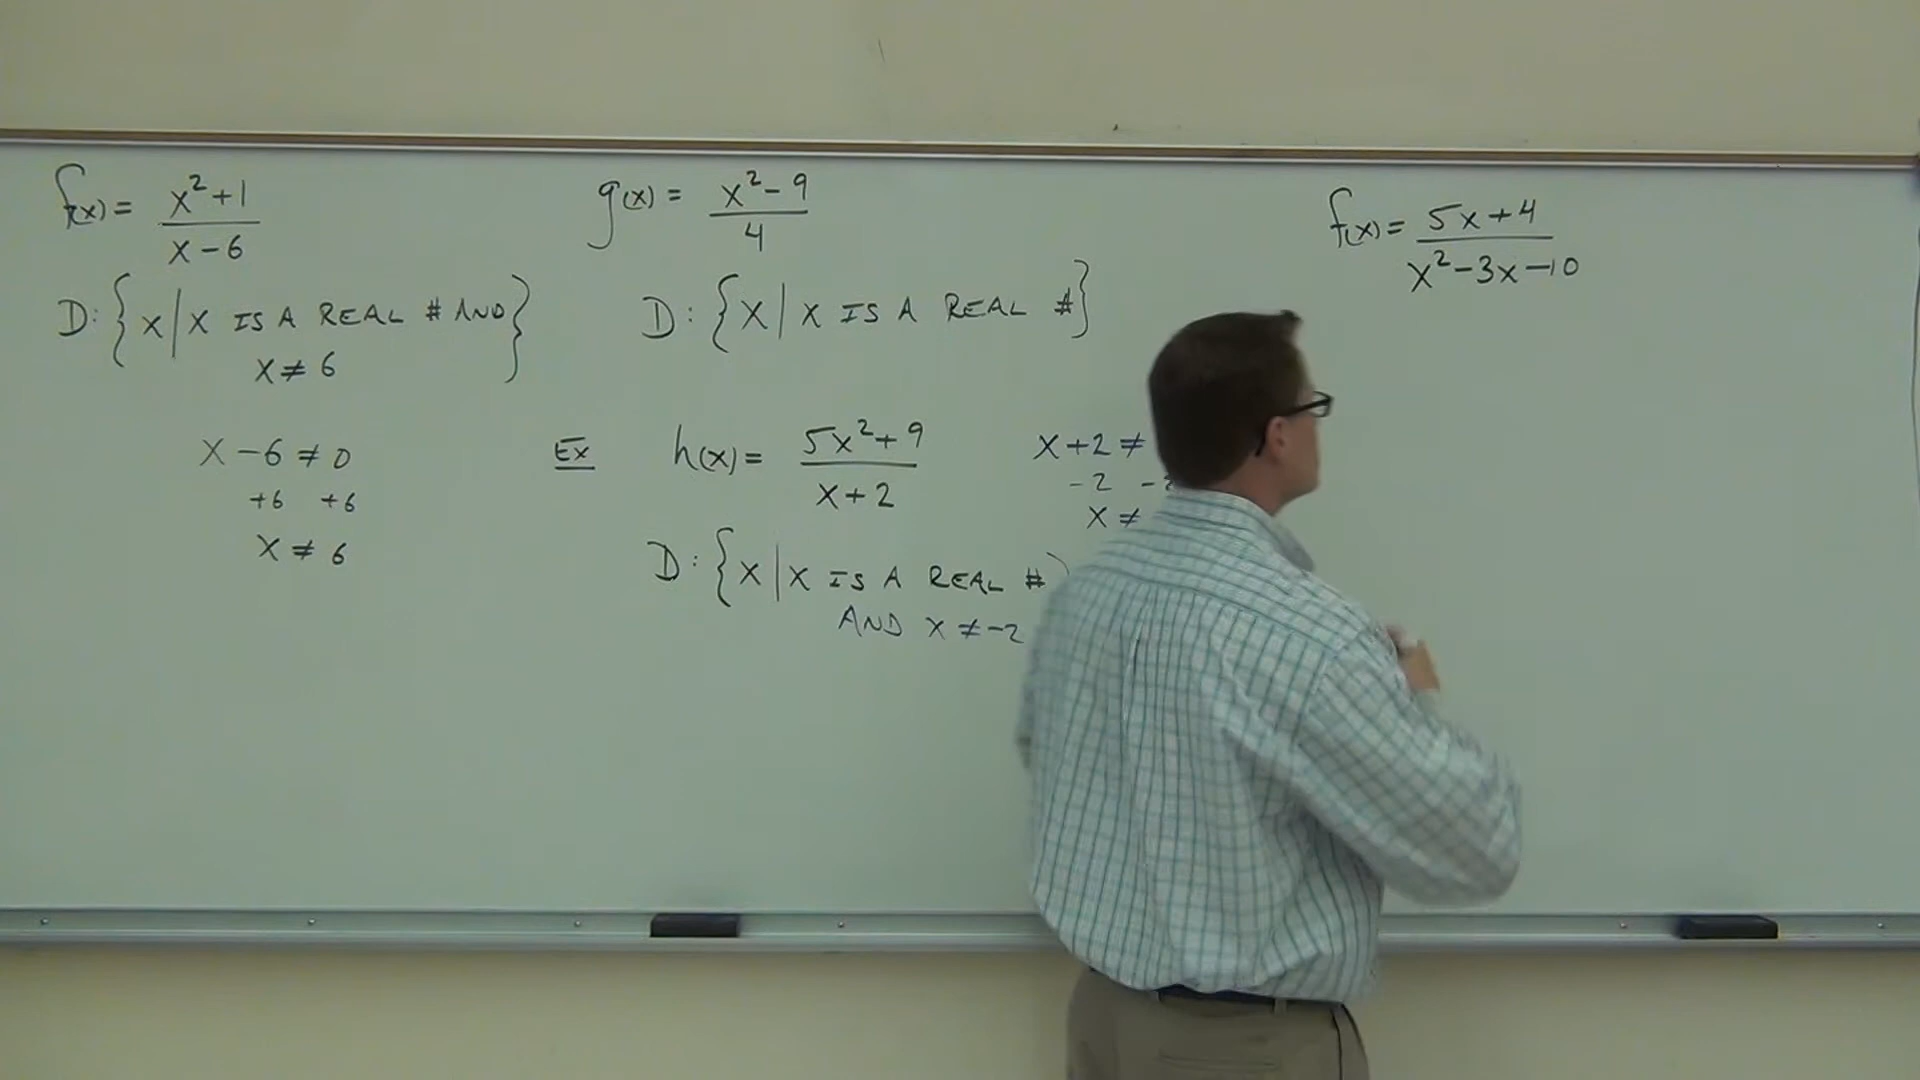 f(x) = x²+1 / x-6
D: {x | x IS A REAL # AND}
x ≠ 6
x - 6 ≠ 0
+6 +6
x ≠ 6
g(x) = x² - 9 / 4
D: {x | x IS A REAL #}
Ex h(x) = 5x²+9 / x+2
x+2 ≠
-2 -
x ≠
D: {x | x IS A REAL #
AND x ≠ -2
f(x) = 5x+4 / x²-3x-10